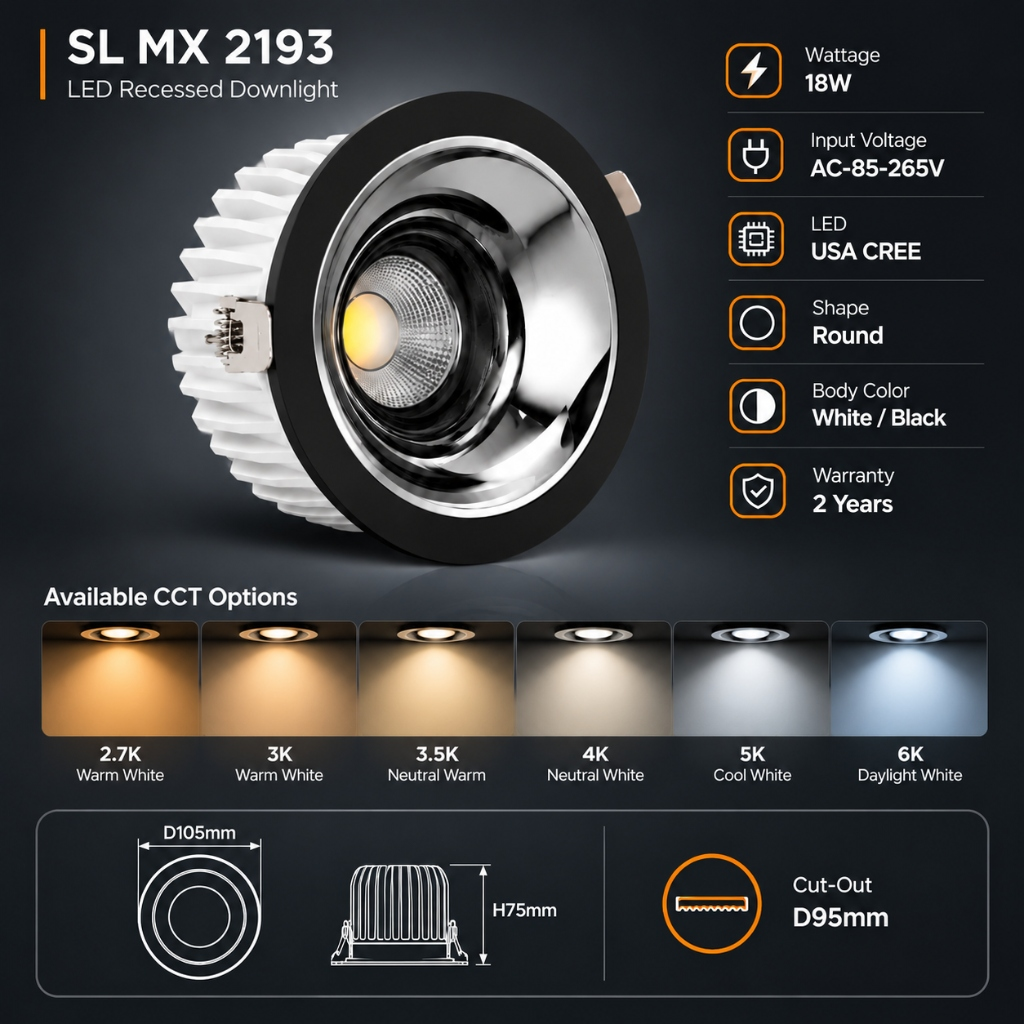 SL MX 2193
LED Recessed Downlight
Wattage
18W
Input Voltage
AC-85-265V
LED
USA CREE
Shape
Round
Body Color
White / Black
Warranty
2 Years
Available CCT Options
2.7K
Warm White
3K
Warm White
3.5K
Neutral Warm
4K
Neutral White
5K
Cool White
6K
Daylight White
D105mm
H75mm
Cut-Out
D95mm